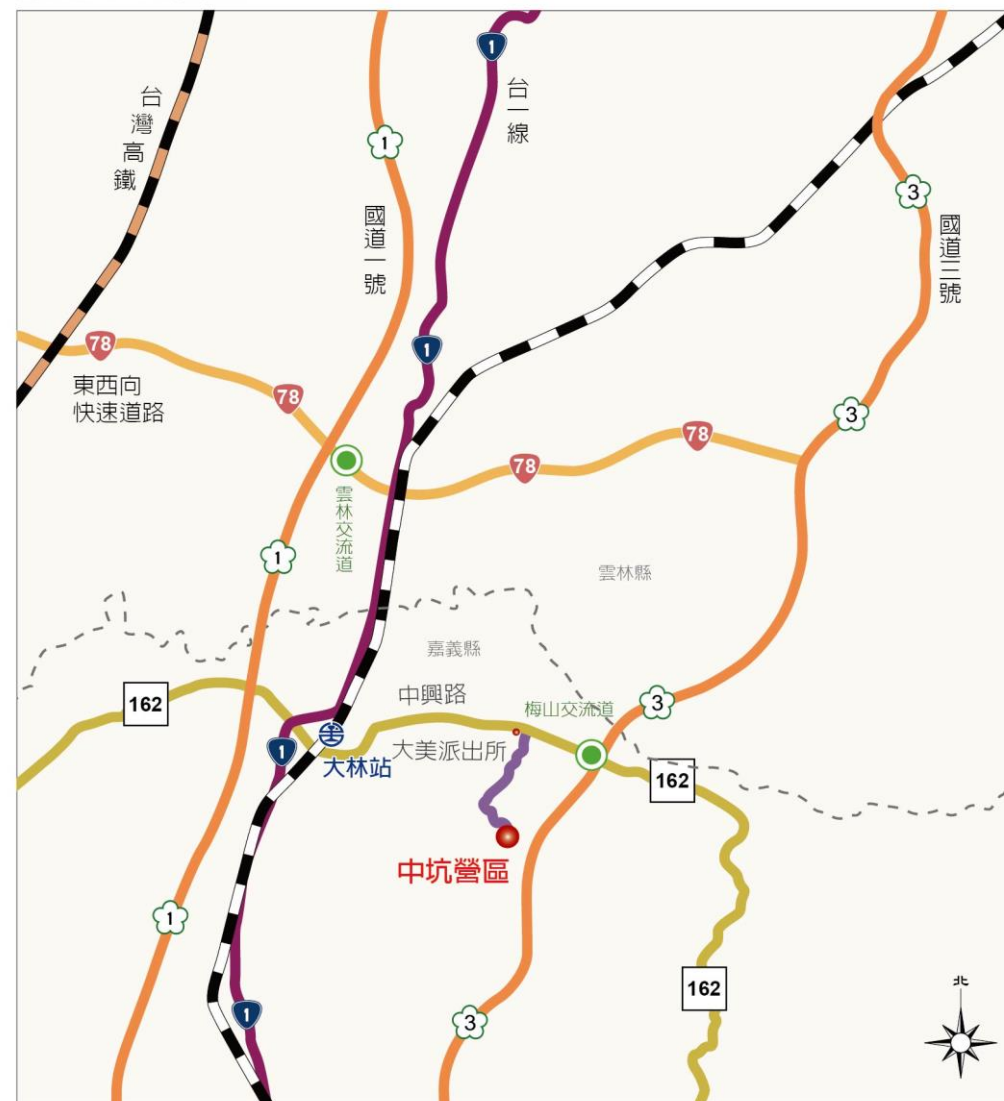 1
台一線
台灣高鐵
1
國道一號
3
國道三號
78
1
東西向
快速道路
78
3
78
78
雲林交流道
1
雲林縣
嘉義縣
162
中興路
梅山交流道
3
1
大林站
大美派出所
162
中坑營區
1
162
3
1
北